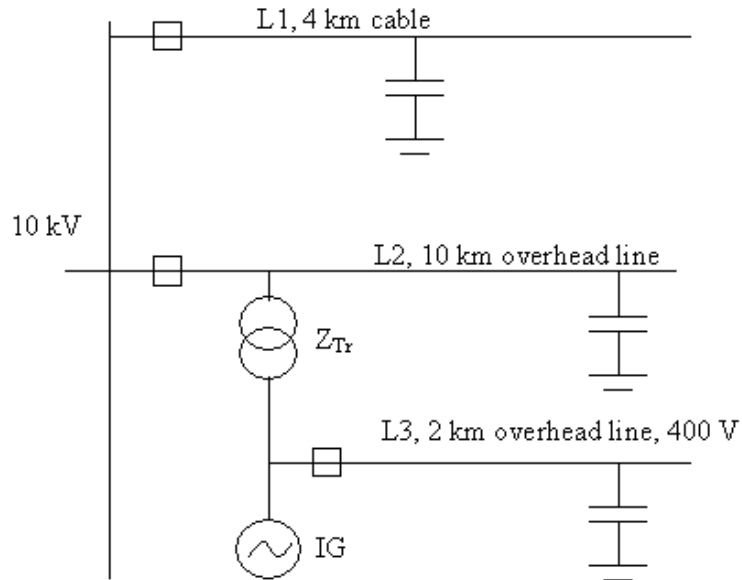 L1, 4 km cable
10 kV
L2, 10 km overhead line
ZTr
L3, 2 km overhead line, 400 V
IG